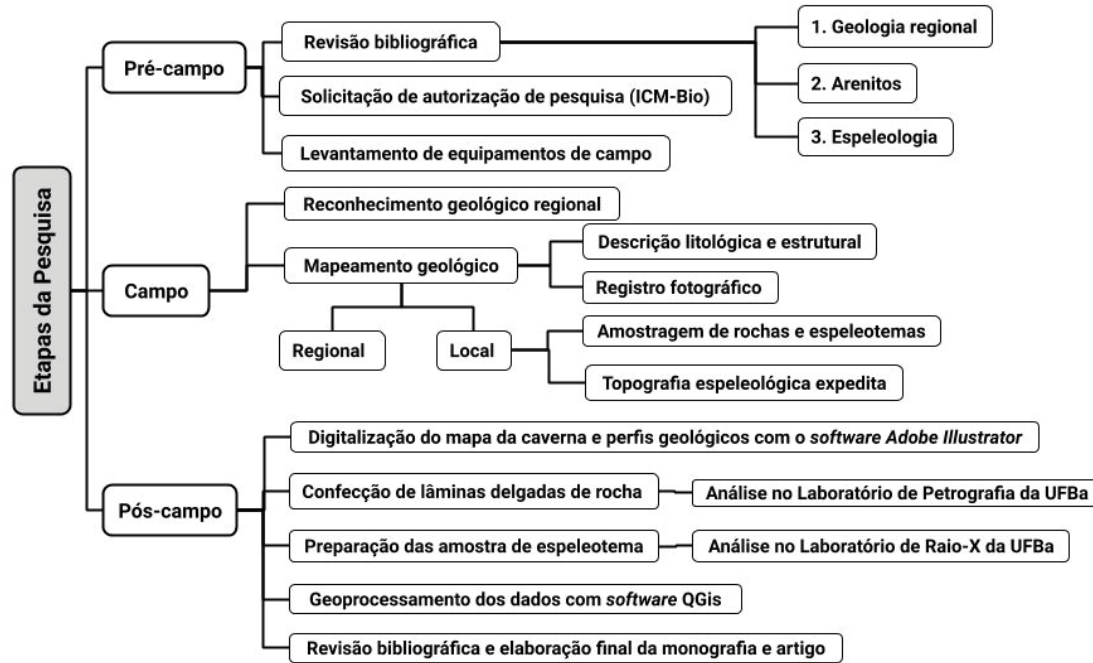 Etapas da Pesquisa
Pré-campo
Revisão bibliográfica
1. Geologia regional
2. Arenitos
3. Espeleologia
Solicitação de autorização de pesquisa (ICM-Bio)
Levantamento de equipamentos de campo
Campo
Reconhecimento geológico regional
Mapeamento geológico
Descrição litológica e estrutural
Registro fotográfico
Regional
Local
Amostragem de rochas e espeleotemas
Topografia espeleológica expedita
Pós-campo
Digitalização do mapa da caverna e perfis geológicos com o software Adobe Illustrator
Confecção de lâminas delgadas de rocha
Análise no Laboratório de Petrografia da UFBa
Preparação das amostra de espeleotema
Análise no Laboratório de Raio-X da UFBa
Geoprocessamento dos dados com software QGis
Revisão bibliográfica e elaboração final da monografia e artigo